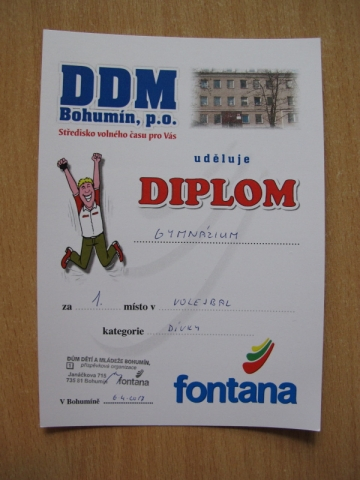 DDM
Bohumín, p.o.
Středisko volného času pro Vás
uděluje
DIPLOM
GYMNÁZIUM
za 1. místo v VOLEJBAL
kategorie DÍVKY
DŮM DĚTÍ A MLÁDEŽE BOHUMÍN,
příspěvková organizace
Janáčkova 715
735 81 Bohumín
fontana
fontana
V Bohumíně